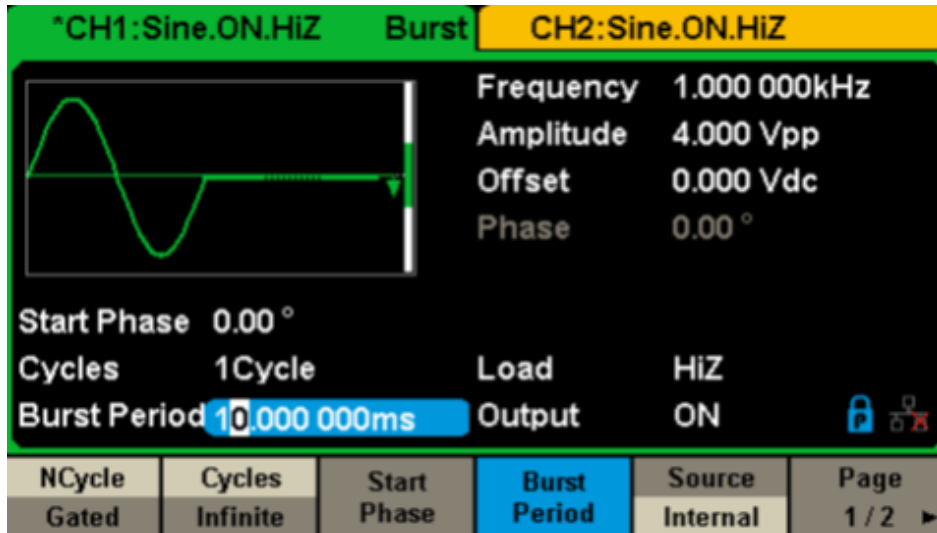 *CH1:Sine.ON.HiZ Burst CH2:Sine.ON.HiZ
Frequency 1.000 000kHz
Amplitude 4.000 Vpp
Offset 0.000 Vdc
Phase 0.00 °
Start Phase 0.00 °
Cycles 1Cycle Load HiZ
Burst Period 10.000 000ms Output ON P
NCycle Cycles Start Burst Source Page
Gated Infinite Phase Period Internal 1 / 2 ►